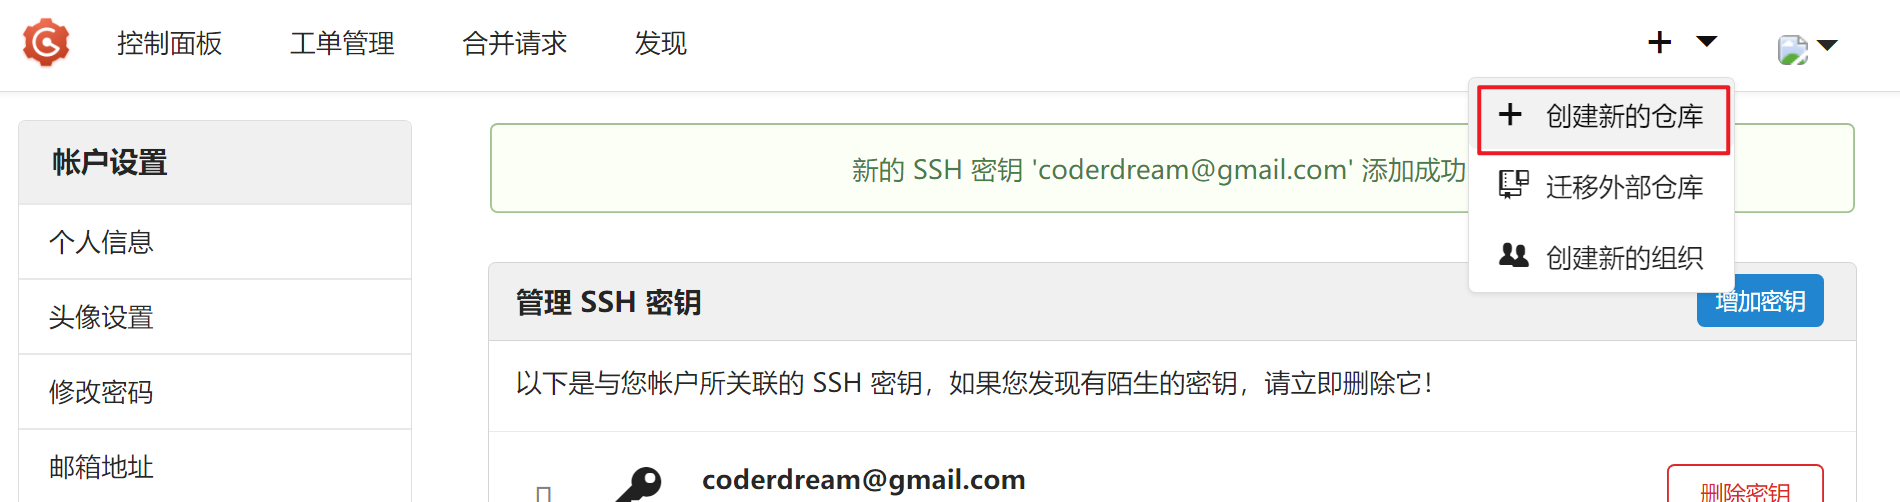 控制面板 工单管理 合并请求 发现
创建新的仓库
迁移外部仓库
创建新的组织
帐户设置
个人信息
头像设置
修改密码
邮箱地址
新的 SSH 密钥 'coderdream@gmail.com' 添加成功
管理 SSH 密钥
增加密钥
以下是与您帐户所关联的 SSH 密钥，如果您发现有陌生的密钥，请立即删除它！
coderdream@gmail.com
删除密钥